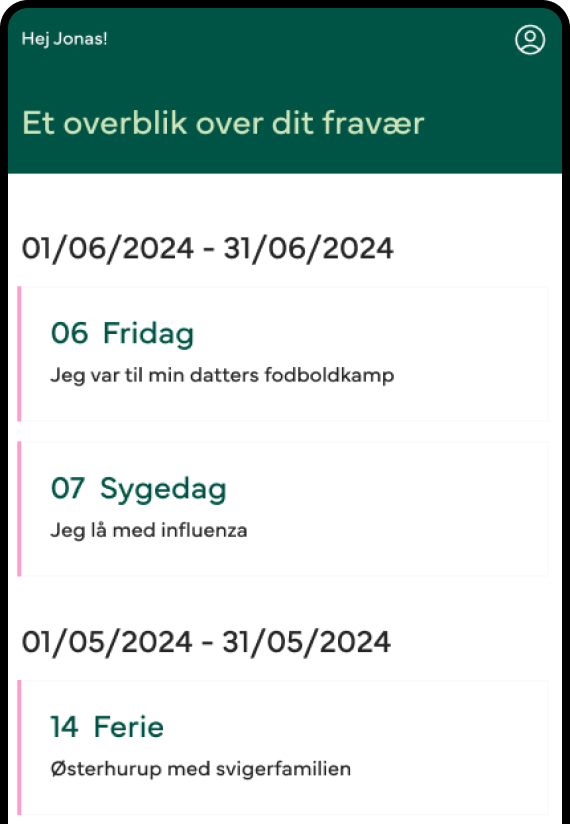 Hej Jonas!
Et overblik over dit fravær
01/06/2024 - 31/06/2024
06 Fridag
Jeg var til min datters fodboldkamp
07 Sygedag
Jeg lå med influenza
01/05/2024 - 31/05/2024
14 Ferie
Østerhurup med svigerfamilien